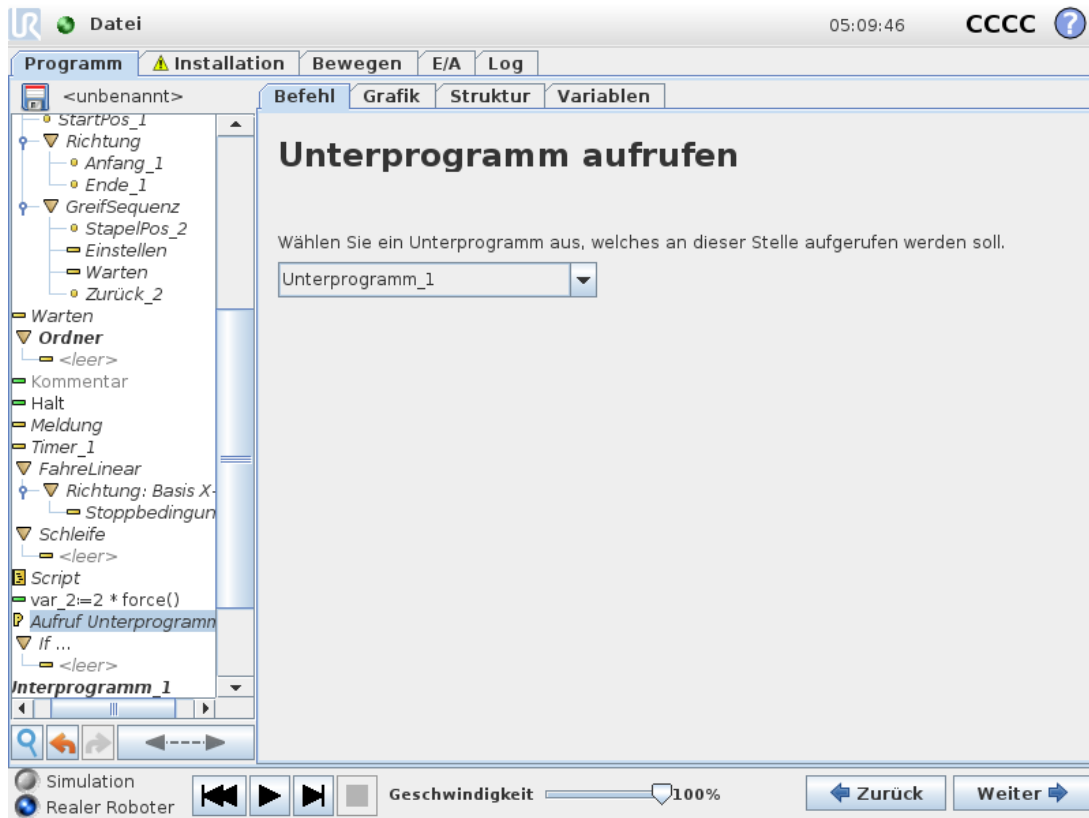 UR Datei 05:09:46 CCCC ?
Programm Installation Bewegen E/A Log
<unbenannt> Befehl Grafik Struktur Variablen
StartPos_1
Richtung
Anfang_1
Ende_1
GreifSequenz
StapelPos_2
Einstellen
Warten
Zurück_2
Warten
Ordner
<leer>
Kommentar
Halt
Meldung
Timer_1
FahreLinear
Richtung: Basis X-
Stoppbedingun
Schleife
<leer>
Script
var_2:=2 * force()
Aufruf Unterprogramm
If ...
<leer>
Unterprogramm_1
Unterprogramm aufrufen
Wählen Sie ein Unterprogramm aus, welches an dieser Stelle aufgerufen werden soll.
Unterprogramm_1
Simulation
Realer Roboter
Geschwindigkeit 100%
Zurück Weiter